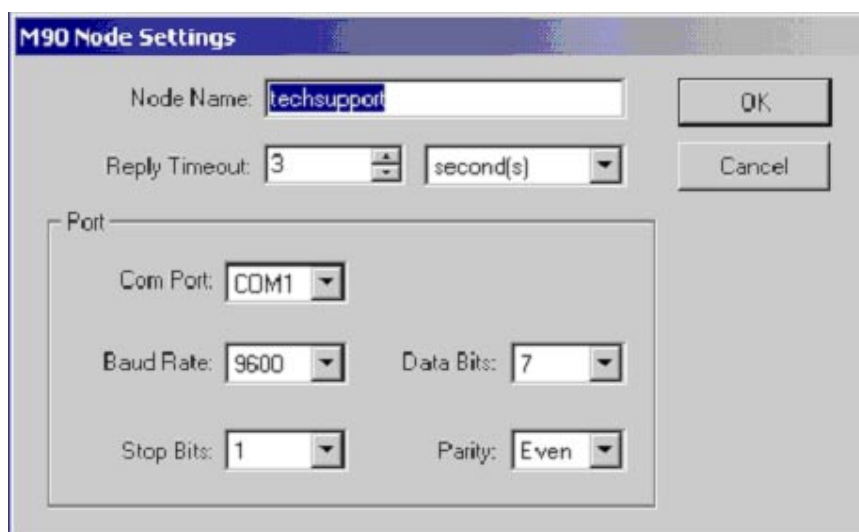 M90 Node Settings
Node Name: techsupport
OK
Reply Timeout: 3 second(s)
Cancel
Port
Com Port: COM1
Baud Rate: 9600 Data Bits: 7
Stop Bits: 1 Parity: Even